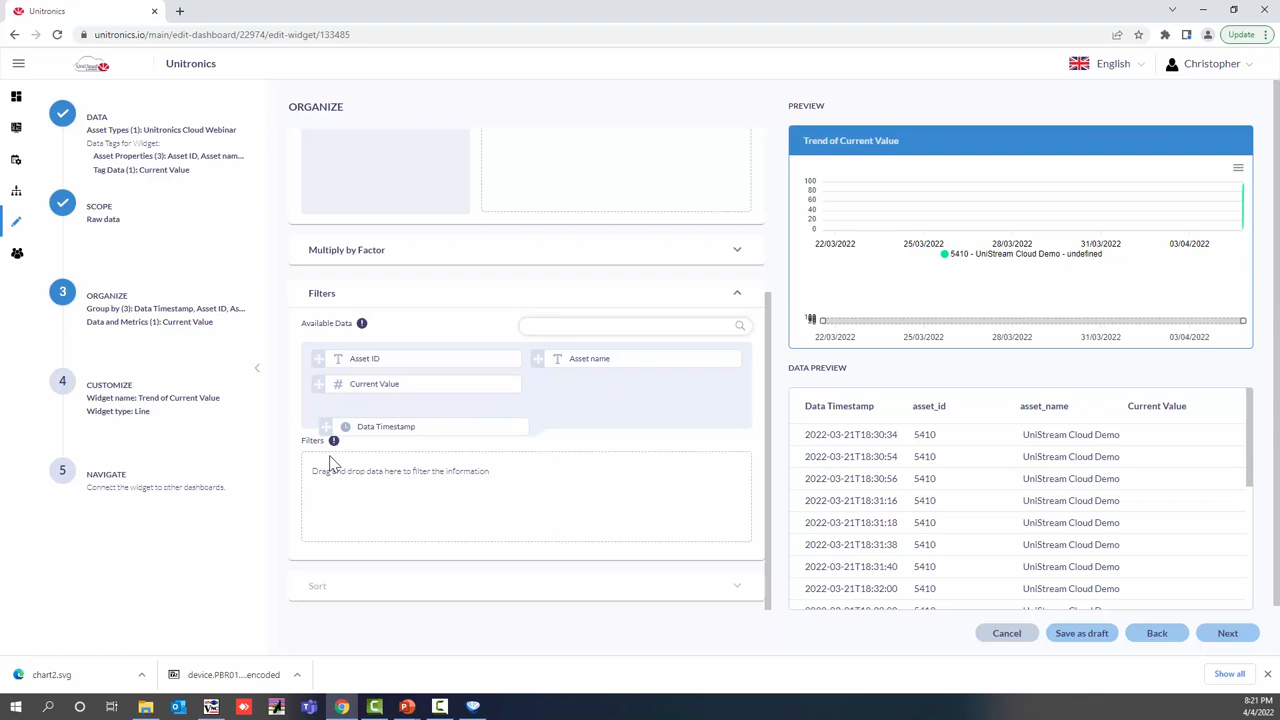 Unitronics
unitronics.io/main/edit-dashboard/22974/edit-widget/133485
Update
UniCloud
Unitronics
English
Christopher
DATA
Asset Types (1): Unitronics Cloud Webinar
Data Tags for Widget:
Asset Properties (3): Asset ID, Asset nam...
Tag Data (1): Current Value
SCOPE
Raw data
3
ORGANIZE
Group by (3): Data Timestamp, Asset ID, As...
Data and Metrics (1): Current Value
4
CUSTOMIZE
Widget name: Trend of Current Value
Widget type: Line
5
NAVIGATE
Connect the widget to other dashboards.
ORGANIZE
Multiply by Factor
Filters
Available Data
Asset ID
Asset name
# Current Value
Data Timestamp
Filters
Drag and drop data here to filter the information
Sort
PREVIEW
Trend of Current Value
100
80
60
40
20
0
22/03/2022 25/03/2022 28/03/2022 31/03/2022 03/04/2022
5410 - UniStream Cloud Demo - undefined
22/03/2022 25/03/2022 28/03/2022 31/03/2022 03/04/2022
DATA PREVIEW
Data Timestamp asset_id asset_name Current Value
2022-03-21T18:30:34 5410 UniStream Cloud Demo
2022-03-21T18:30:54 5410 UniStream Cloud Demo
2022-03-21T18:30:56 5410 UniStream Cloud Demo
2022-03-21T18:31:16 5410 UniStream Cloud Demo
2022-03-21T18:31:18 5410 UniStream Cloud Demo
2022-03-21T18:31:38 5410 UniStream Cloud Demo
2022-03-21T18:31:40 5410 UniStream Cloud Demo
2022-03-21T18:32:00 5410 UniStream Cloud Demo
Cancel Save as draft Back Next
chart2.svg
device.PBR01....encoded
Show all
8:21 PM
4/4/2022